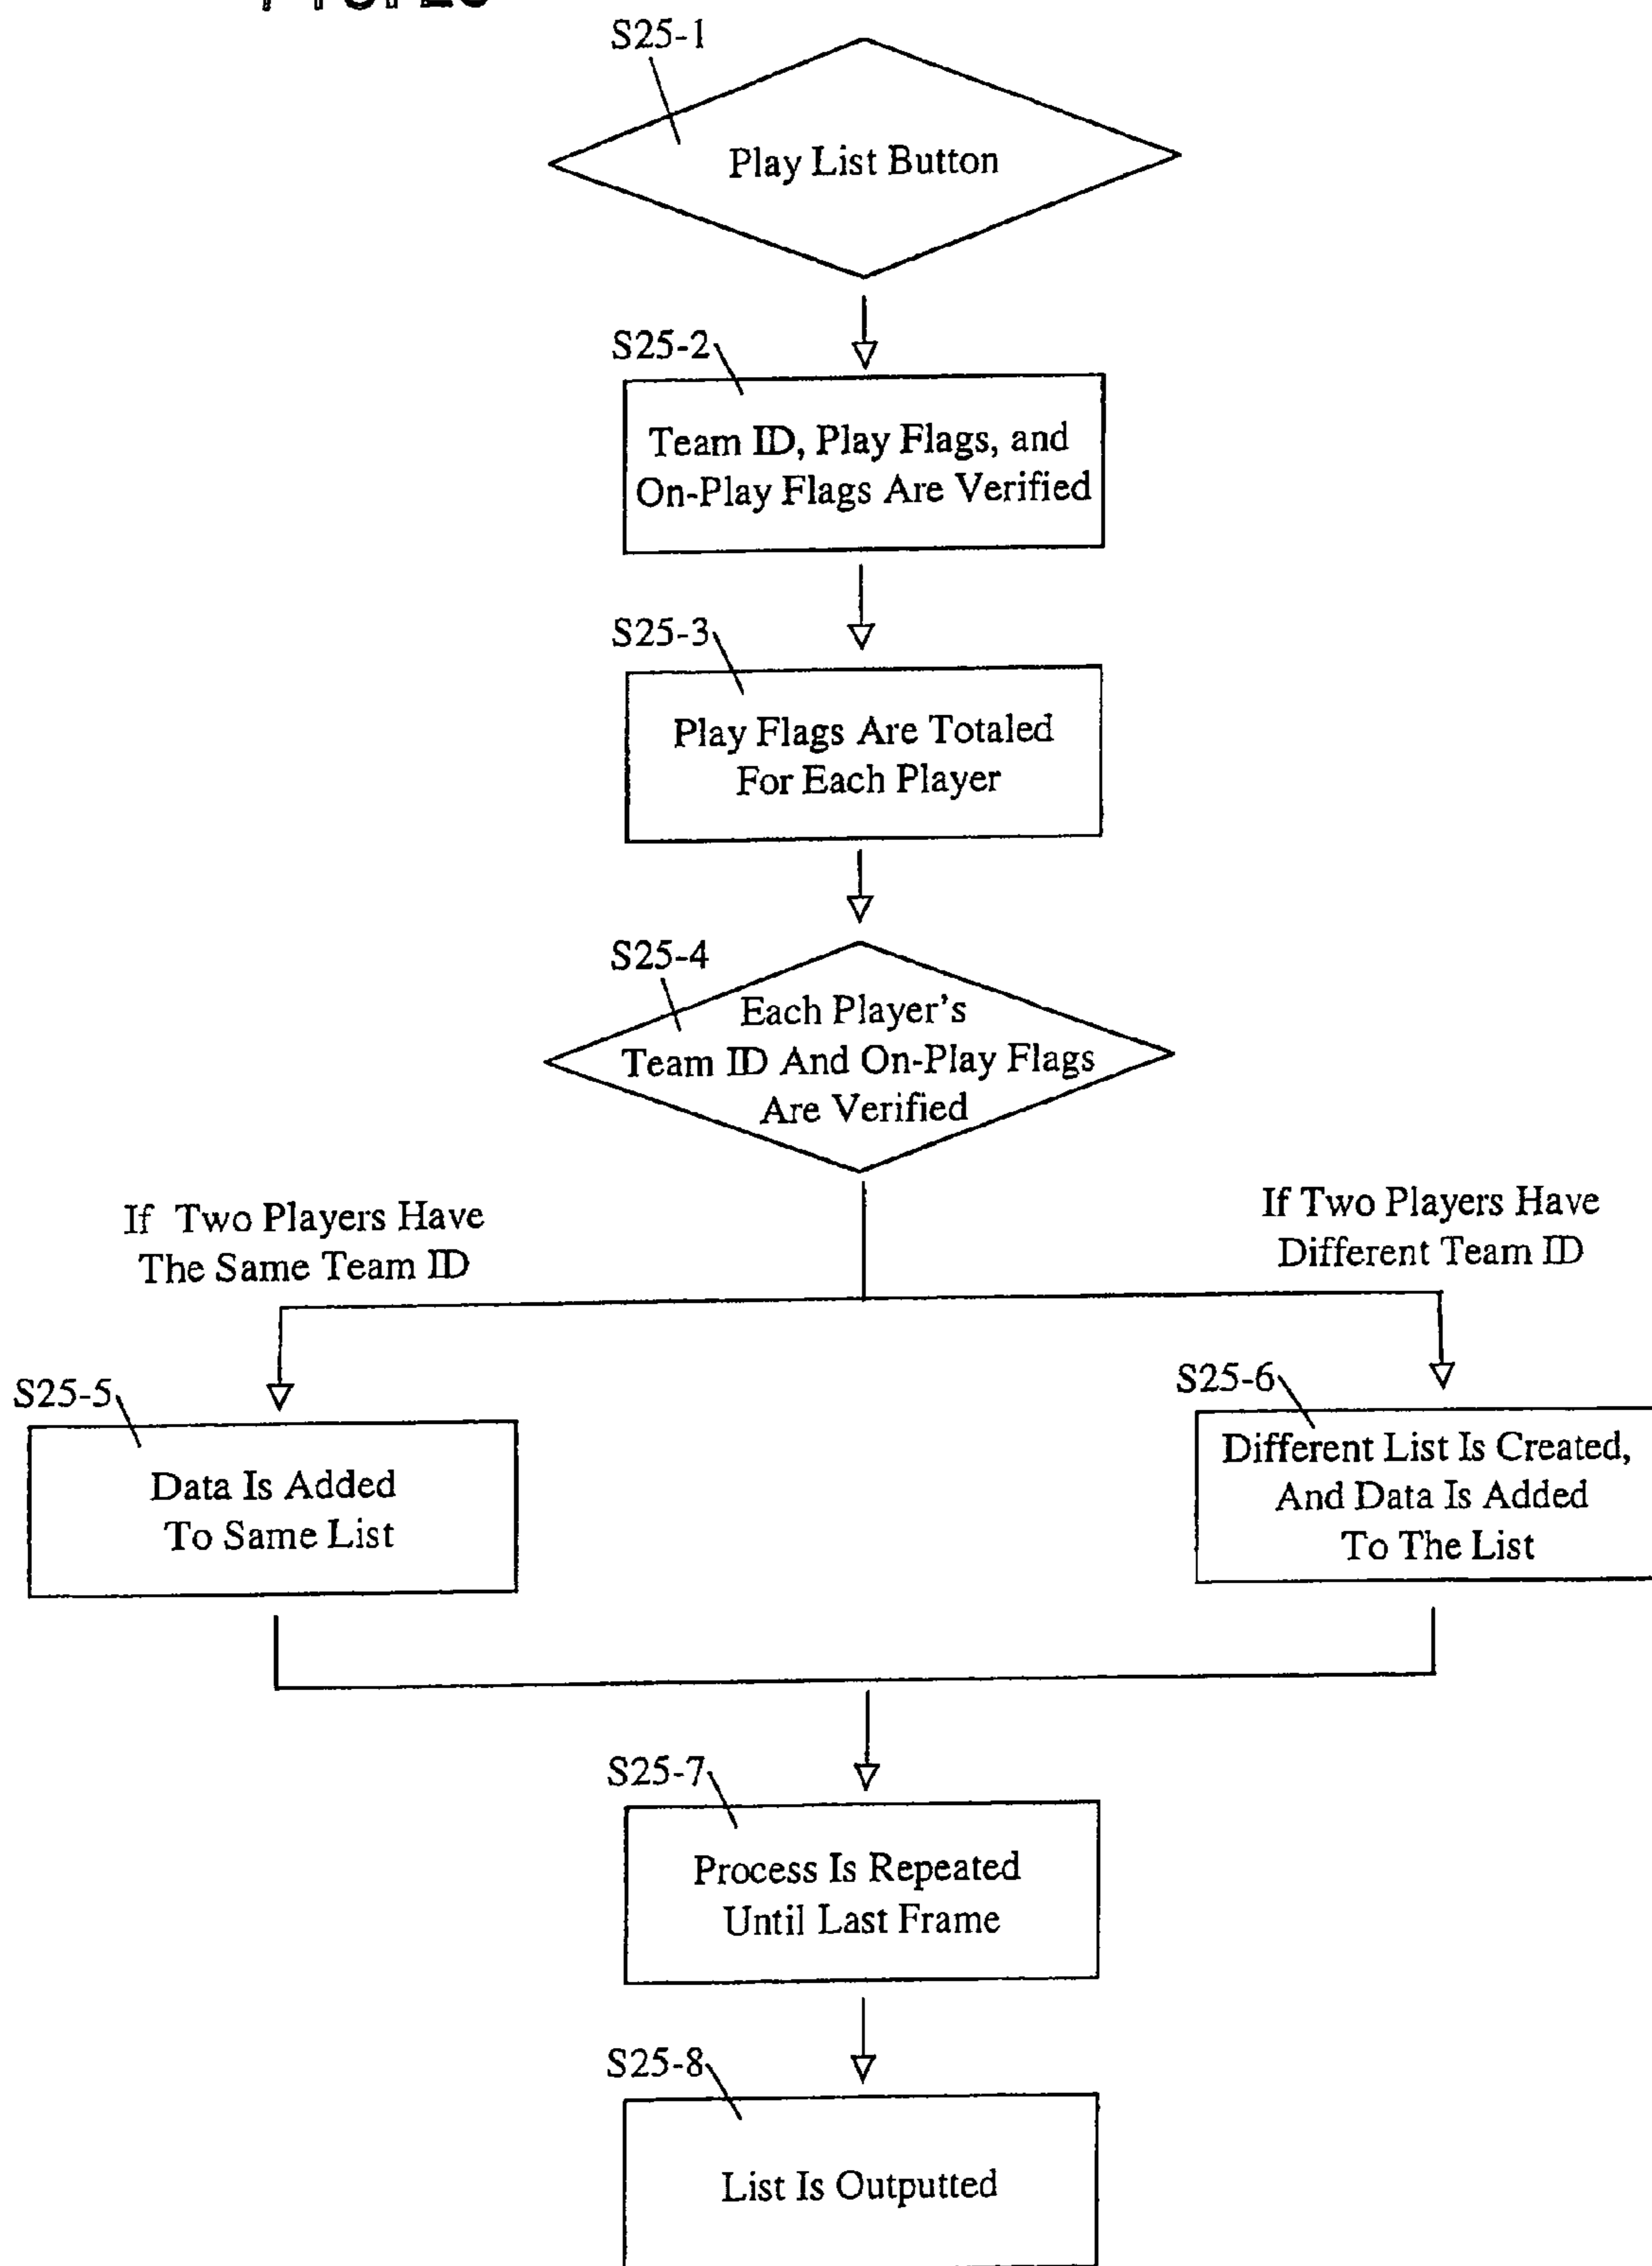 S25-1
Play List Button
S25-2
Team ID, Play Flags, and
On-Play Flags Are Verified
S25-3
Play Flags Are Totaled
For Each Player
S25-4
Each Player's
Team ID And On-Play Flags
Are Verified
If Two Players Have
The Same Team ID
If Two Players Have
Different Team ID
S25-5
Data Is Added
To Same List
S25-6
Different List Is Created,
And Data Is Added
To The List
S25-7
Process Is Repeated
Until Last Frame
S25-8
List Is Outputted